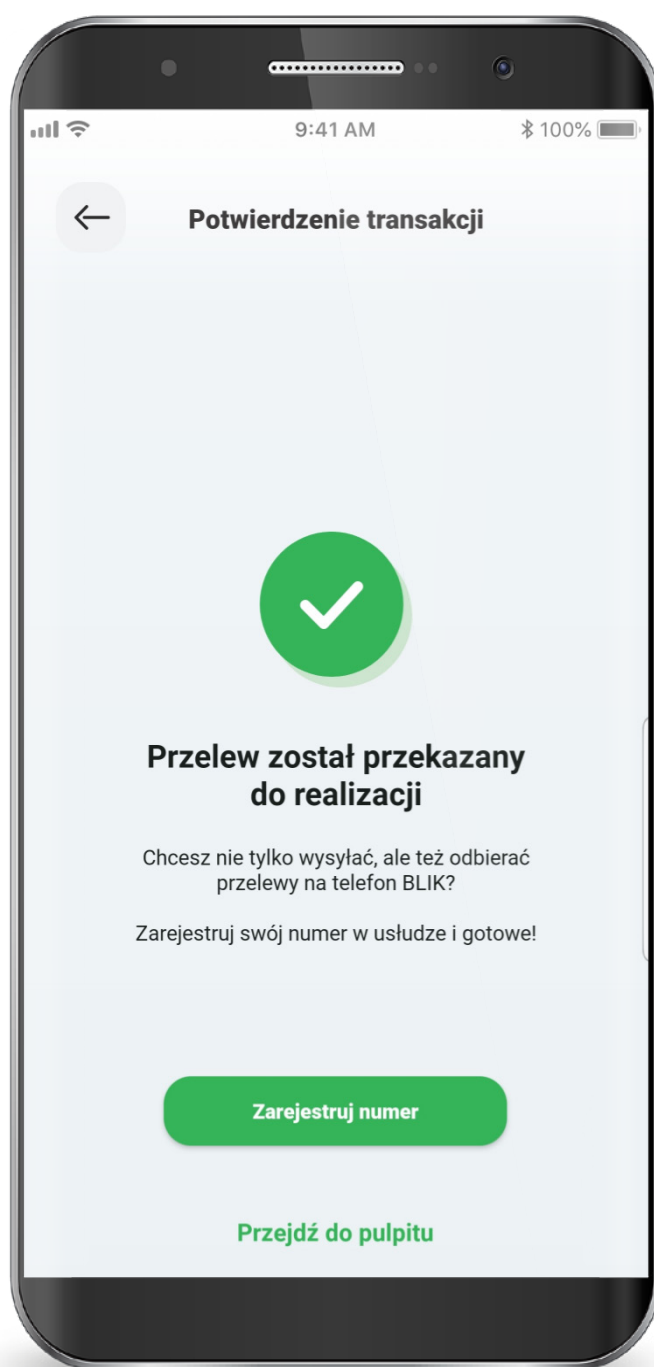 9:41 AM
100%
Potwierdzenie transakcji
Przelew został przekazany
do realizacji
Chcesz nie tylko wysyłać, ale też odbierać
przelewy na telefon BLIK?
Zarejestruj swój numer w usłudze i gotowe!
Zarejestruj numer
Przejdź do pulpitu